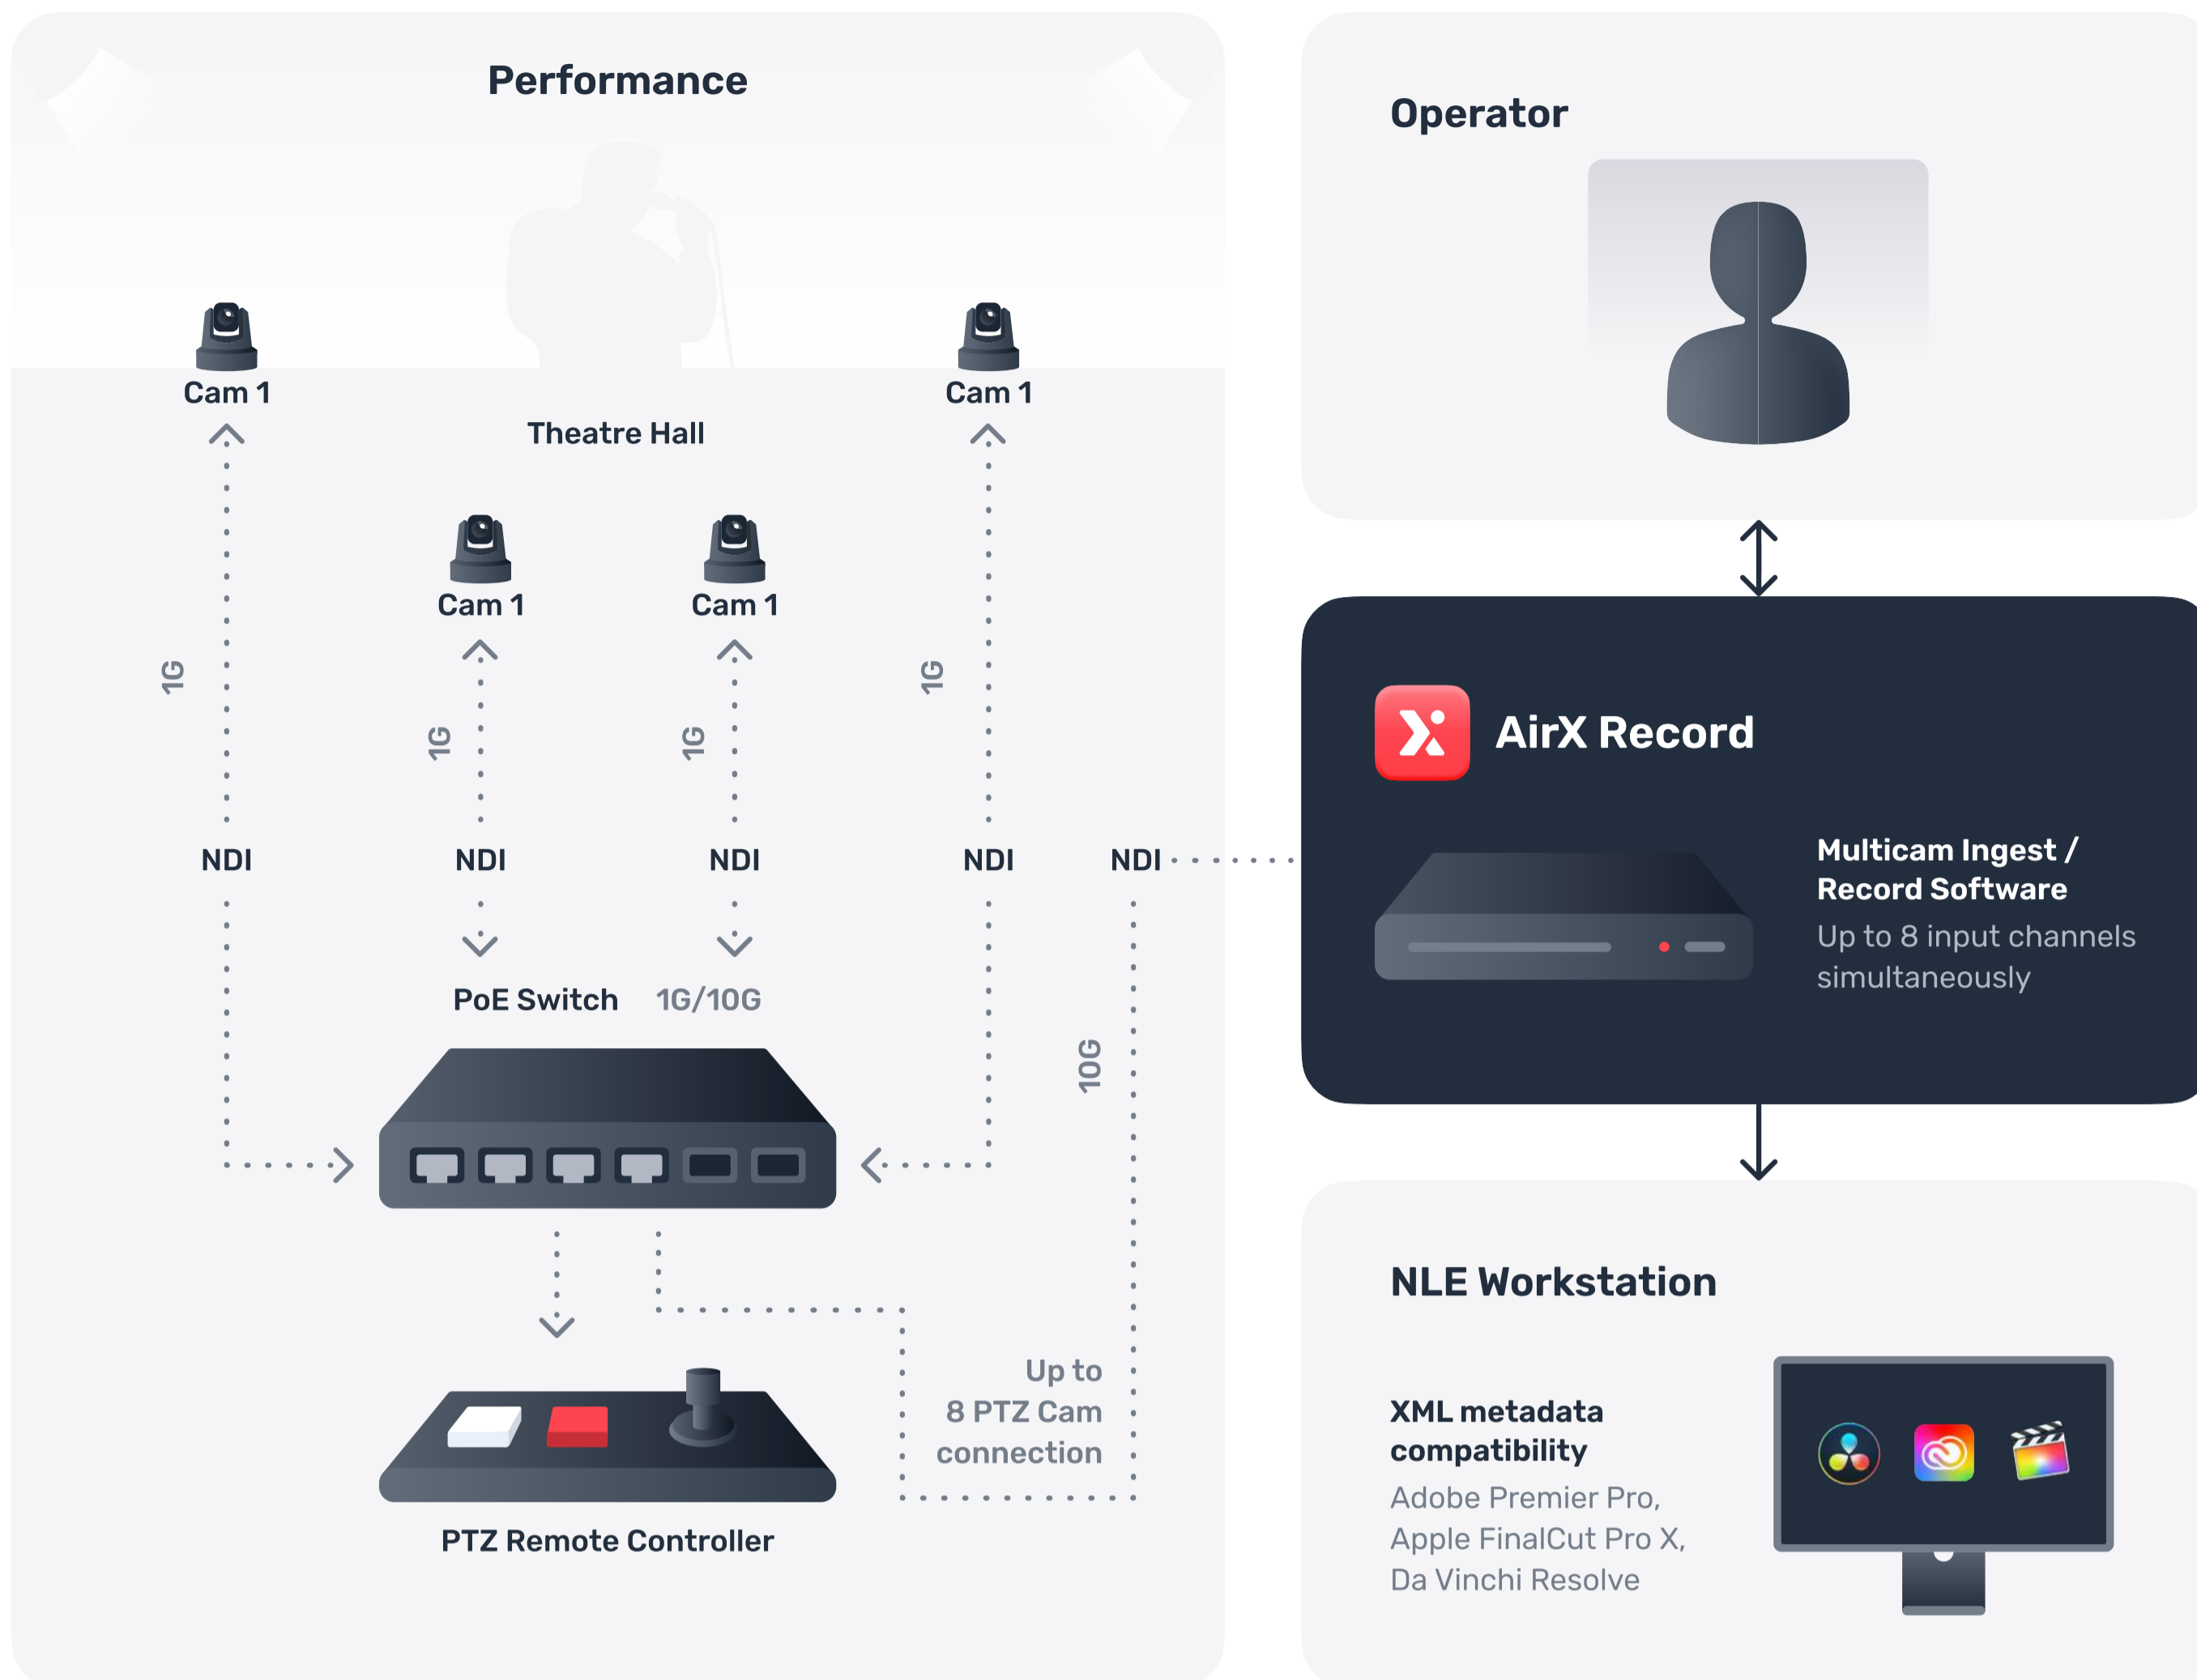 Performance
Cam 1
Cam 1
Theatre Hall
Cam 1
Cam 1
1G
1G
1G
1G
NDI
NDI
NDI
NDI
NDI
PoE Switch 1G/10G
10G
Up to
8 PTZ Cam
connection
PTZ Remote Controller
Operator
AirX Record
Multicam Ingest /
Record Software
Up to 8 input channels
simultaneously
NLE Workstation
XML metadata
compatibility
Adobe Premier Pro,
Apple FinalCut Pro X,
Da Vinchi Resolve